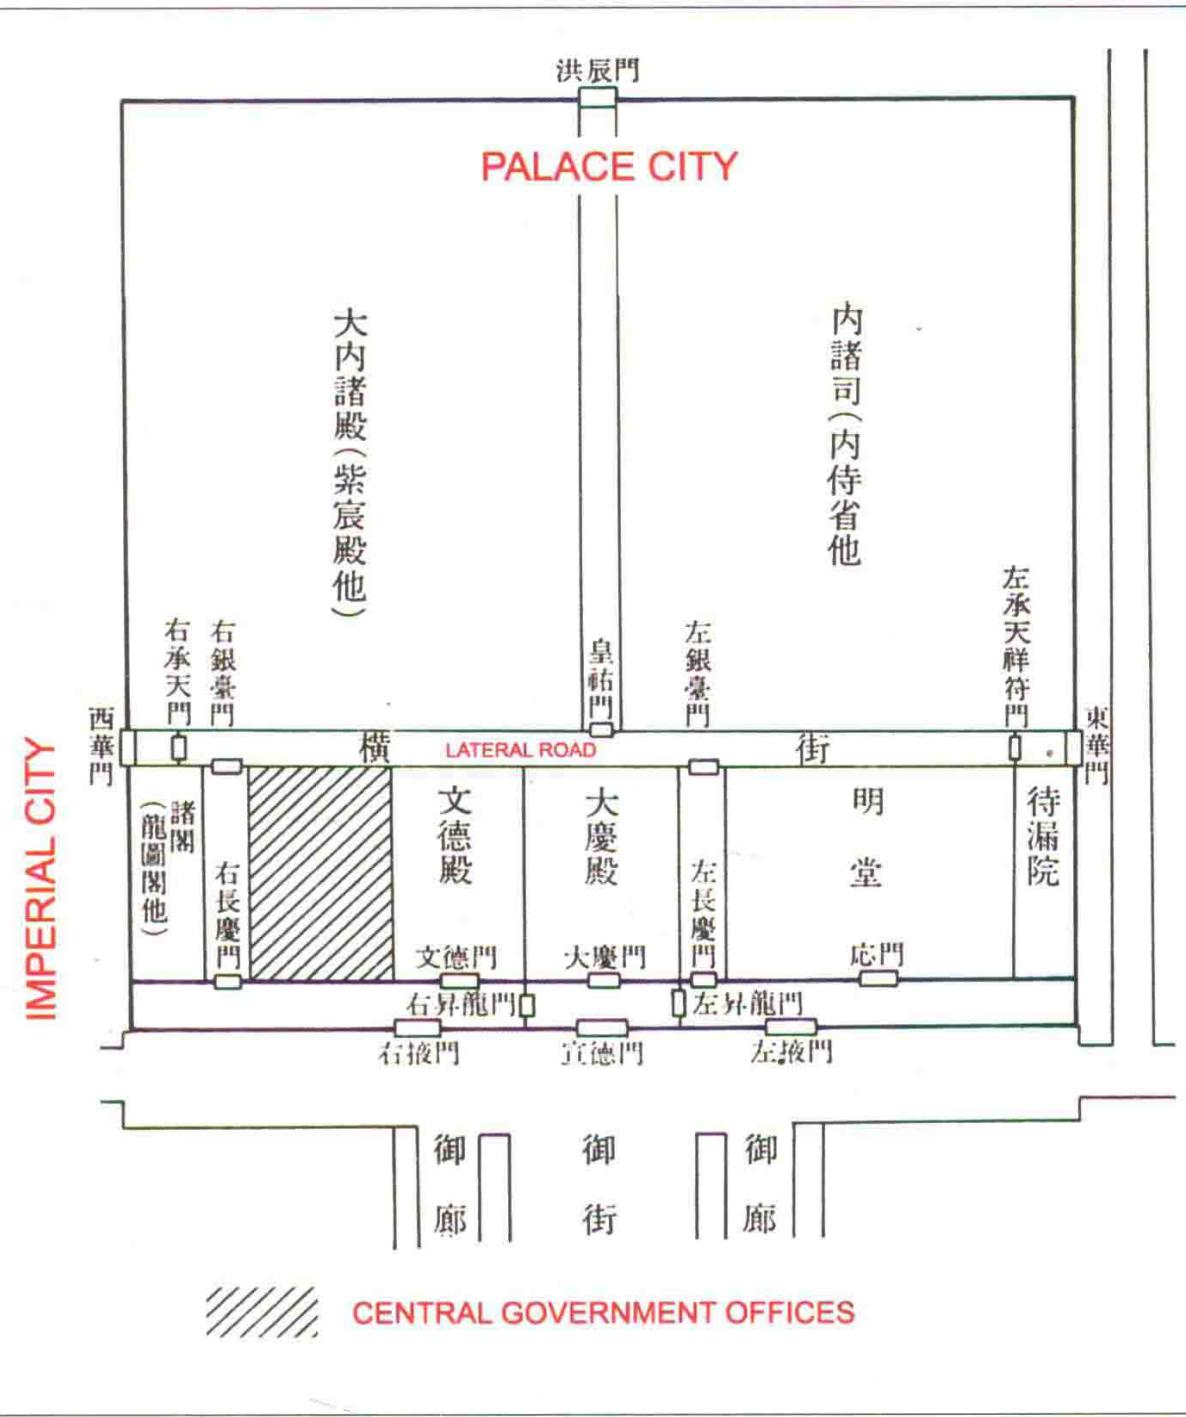 洪辰門
PALACE CITY
大内諸殿(紫宸殿他)
内諸司(内侍省他
右承天門
右銀臺門
皇祐門
左銀臺門
左承天祥符門
西華門
横 LATERAL ROAD 街
東華門
IMPERIAL CITY
諸閣
(龍圖閣他)
右長慶門
文德殿
大慶殿
左長慶門
明堂
待漏院
文德門
大慶門
応門
右昇龍門
左昇龍門
右掖門
宣德門
左掖門
御廊
御街
御廊
CENTRAL GOVERNMENT OFFICES